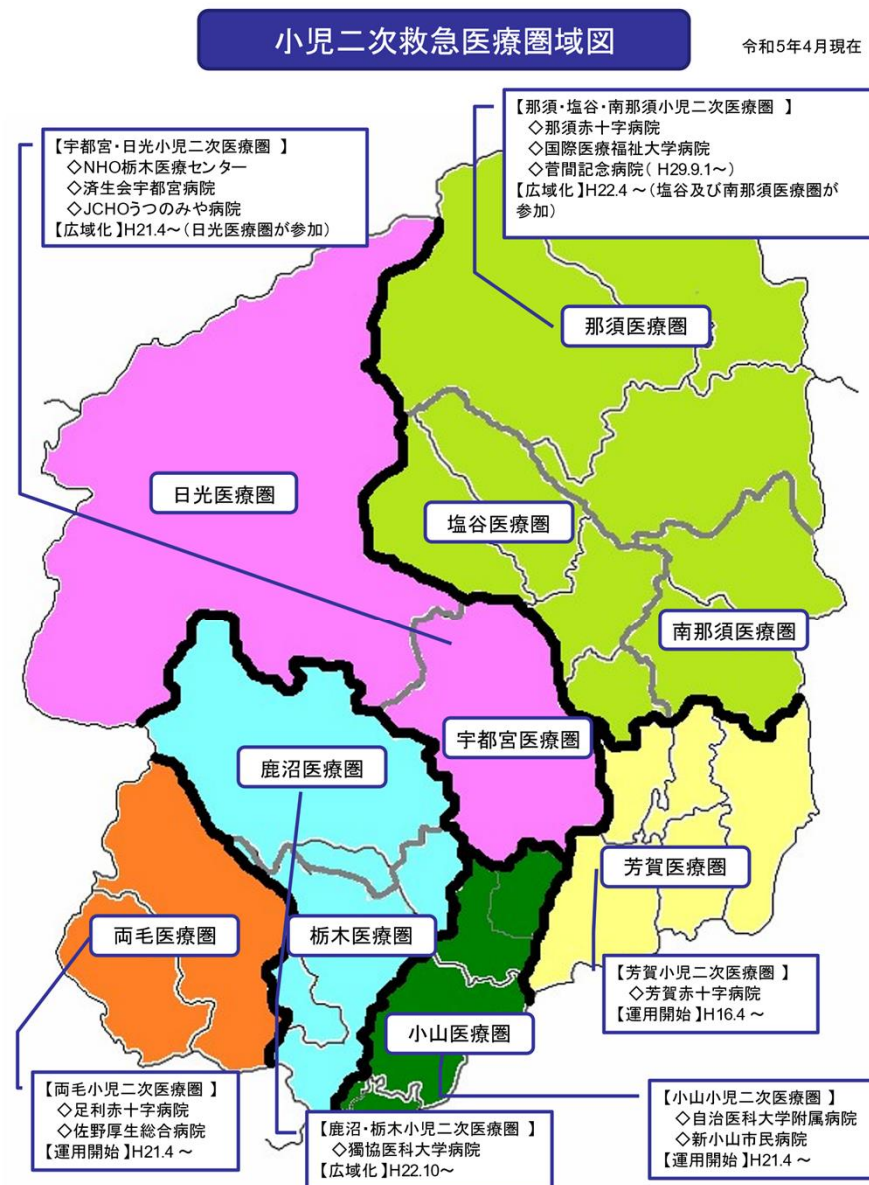 小児二次救急医療圏域図
令和5年4月現在
【宇都宮・日光小児二次医療圏 】
◇NHO栃木医療センター
◇済生会宇都宮病院
◇JCHOうつのみや病院
【広域化】H21.4～(日光医療圏が参加)
【那須・塩谷・南那須小児二次医療圏 】
◇那須赤十字病院
◇国際医療福祉大学病院
◇菅間記念病院( H29.9.1～)
【広域化】H22.4 ～(塩谷及び南那須医療圏が
参加)
那須医療圏
日光医療圏
塩谷医療圏
南那須医療圏
宇都宮医療圏
鹿沼医療圏
芳賀医療圏
両毛医療圏
栃木医療圏
小山医療圏
【芳賀小児二次医療圏 】
◇芳賀赤十字病院
【運用開始】H16.4 ～
【両毛小児二次医療圏 】
◇足利赤十字病院
◇佐野厚生総合病院
【運用開始】H21.4 ～
【鹿沼・栃木小児二次医療圏 】
◇獨協医科大学病院
【広域化】H22.10～
【小山小児二次医療圏 】
◇自治医科大学附属病院
◇新小山市民病院
【運用開始】H21.4 ～